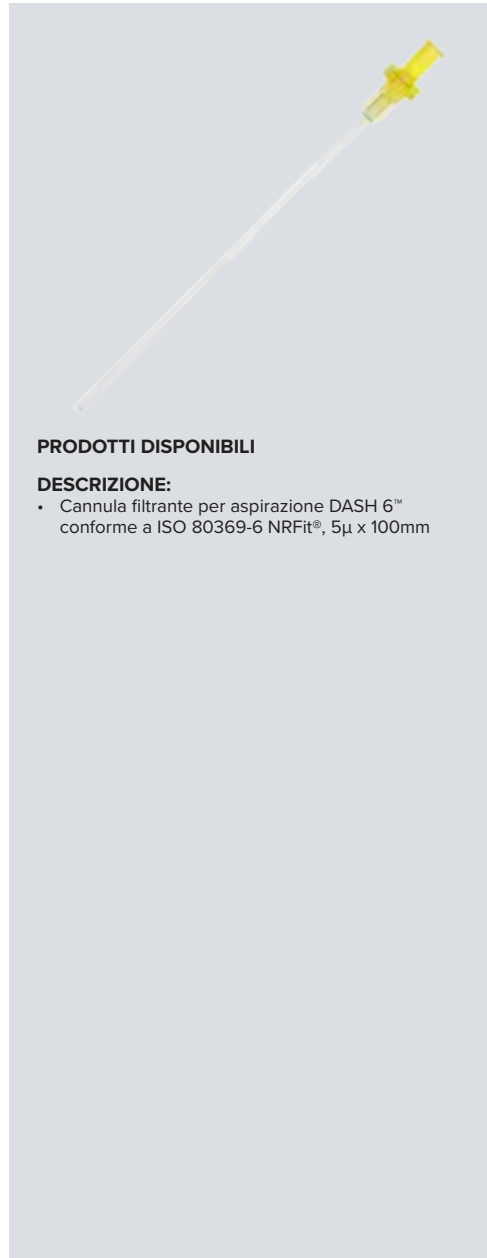 PRODOTTI DISPONIBILI
DESCRIZIONE:
• Cannula filtrante per aspirazione DASH 6™
conforme a ISO 80369-6 NRFit®, 5μ x 100mm